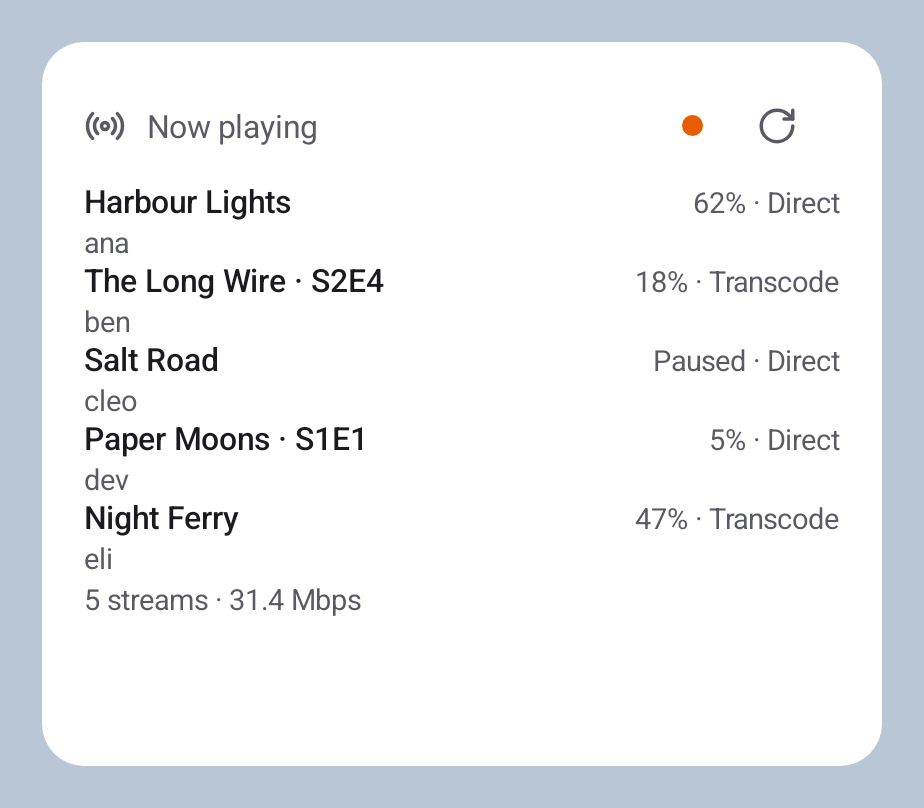 Now playing
Harbour Lights 62% · Direct
ana
The Long Wire · S2E4 18% · Transcode
ben
Salt Road Paused · Direct
cleo
Paper Moons · S1E1 5% · Direct
dev
Night Ferry 47% · Transcode
eli
5 streams · 31.4 Mbps